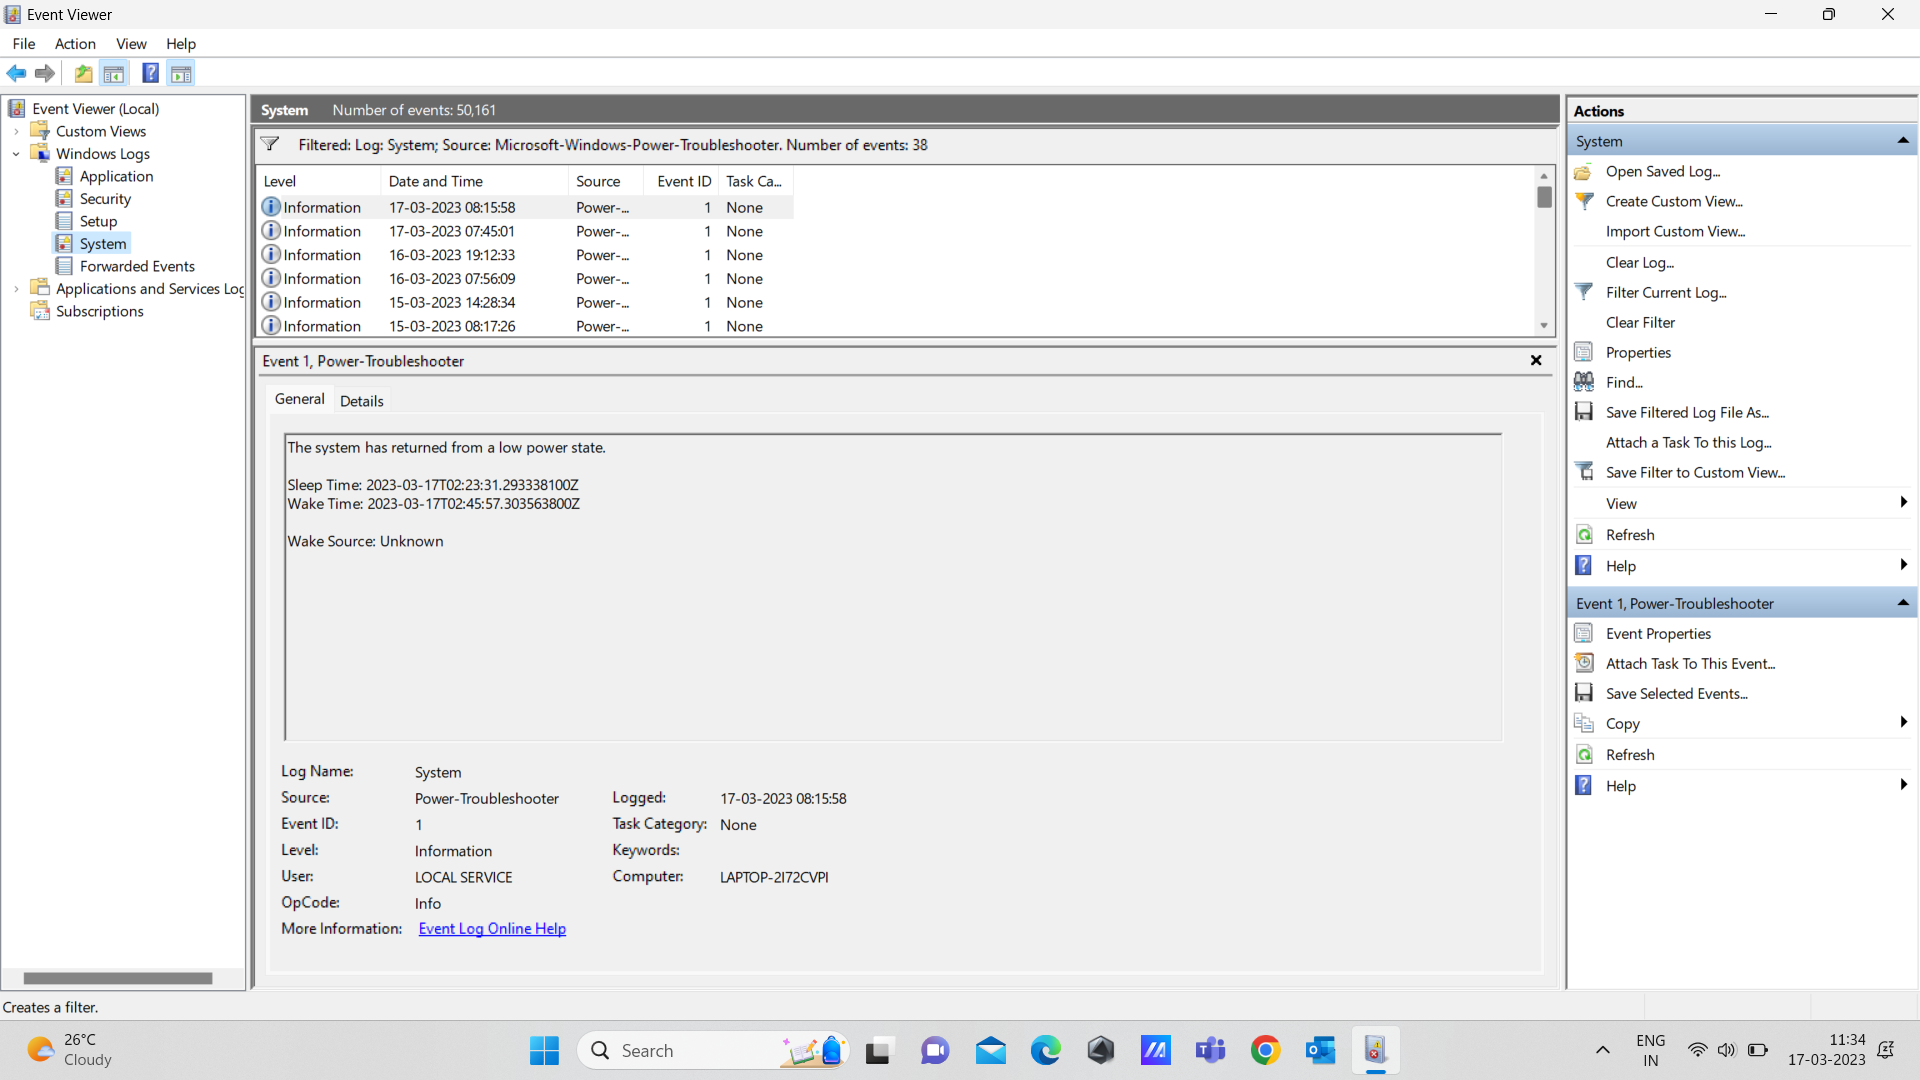 Event Viewer
File Action View Help
Event Viewer (Local)
Custom Views
Windows Logs
Application
Security
Setup
System
Forwarded Events
Applications and Services Log
Subscriptions
System Number of events: 50,161
Filtered: Log: System; Source: Microsoft-Windows-Power-Troubleshooter. Number of events: 38
Level Date and Time Source Event ID Task Ca...
Information 17-03-2023 08:15:58 Power-... 1 None
Information 17-03-2023 07:45:01 Power-... 1 None
Information 16-03-2023 19:12:33 Power-... 1 None
Information 16-03-2023 07:56:09 Power-... 1 None
Information 15-03-2023 14:28:34 Power-... 1 None
Information 15-03-2023 08:17:26 Power-... 1 None
Event 1, Power-Troubleshooter
General Details
The system has returned from a low power state.
Sleep Time: 2023-03-17T02:23:31.293338100Z
Wake Time: 2023-03-17T02:45:57.303563800Z
Wake Source: Unknown
Log Name: System
Source: Power-Troubleshooter Logged: 17-03-2023 08:15:58
Event ID: 1 Task Category: None
Level: Information Keywords:
User: LOCAL SERVICE Computer: LAPTOP-2I72CVPI
OpCode: Info
More Information: Event Log Online Help
Actions
System
Open Saved Log...
Create Custom View...
Import Custom View...
Clear Log...
Filter Current Log...
Clear Filter
Properties
Find...
Save Filtered Log File As...
Attach a Task To this Log...
Save Filter to Custom View...
View
Refresh
Help
Event 1, Power-Troubleshooter
Event Properties
Attach Task To This Event...
Save Selected Events...
Copy
Refresh
Help
Creates a filter.
26°C
Cloudy
Search
ENG
IN
11:34
17-03-2023